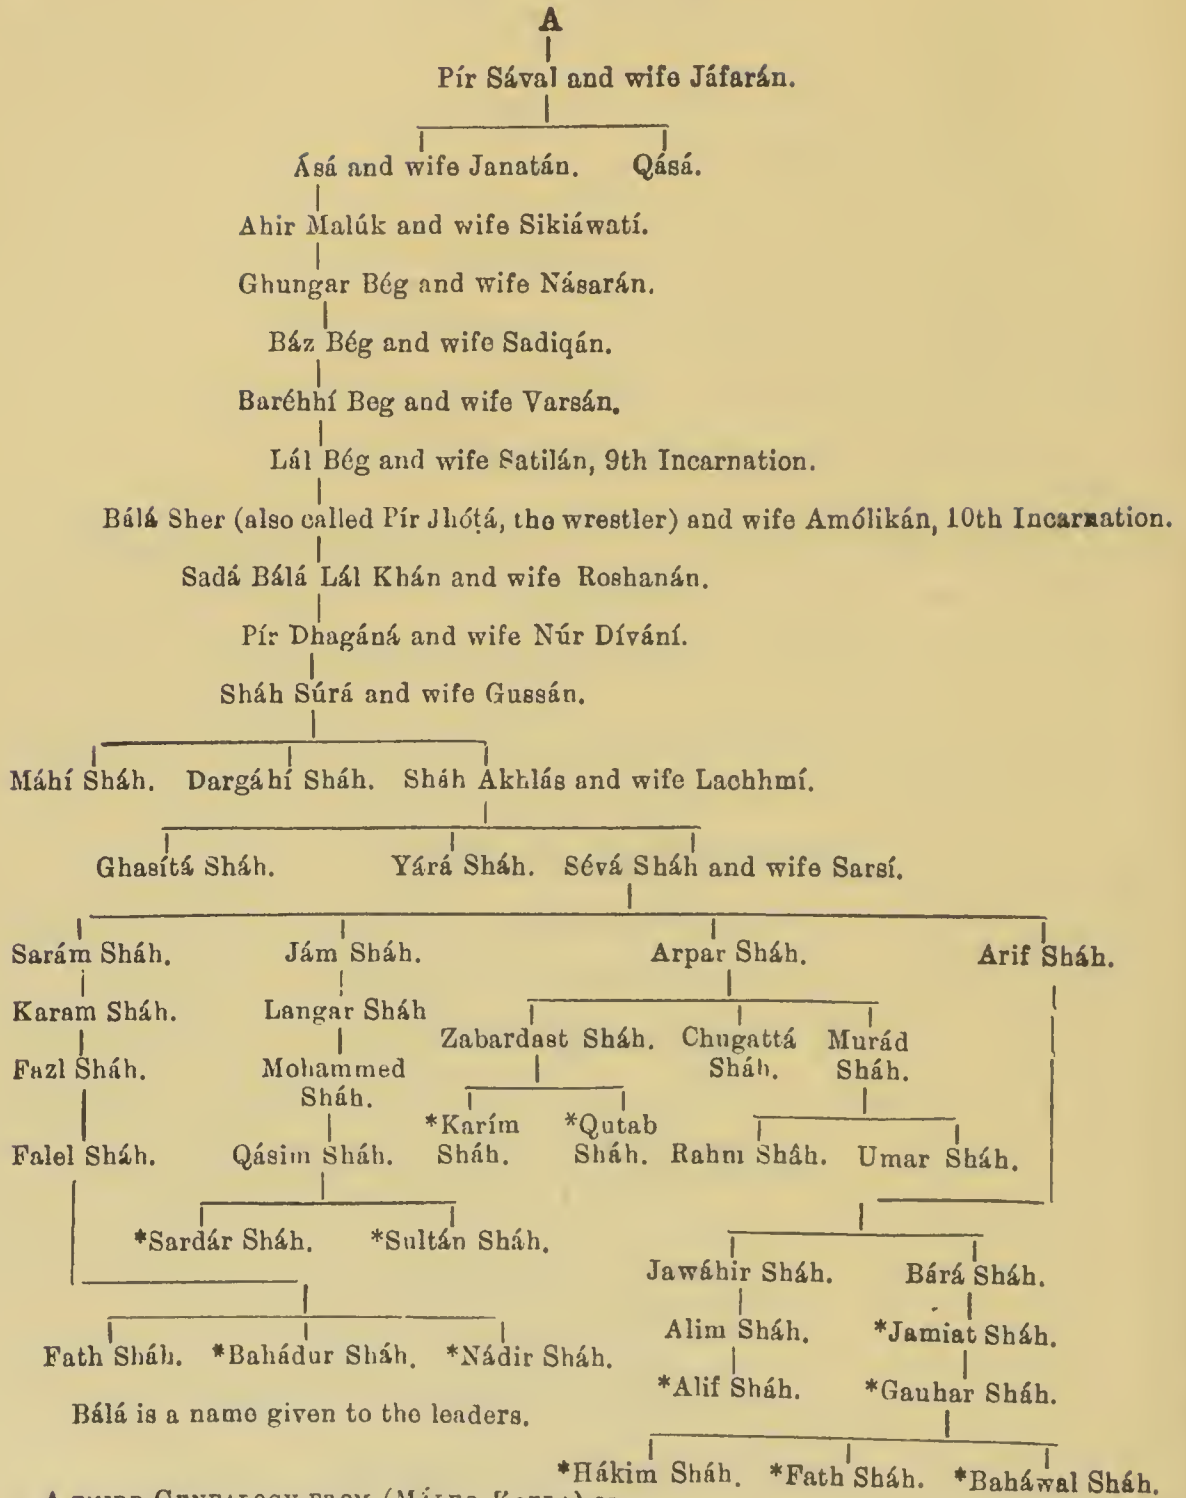 A
Pír Sával and wife Jáfarán.
Ásá and wife Janatán. Qásá.
Ahir Malúk and wife Sikiáwatí.
Ghungar Bég and wife Násarán.
Báz Bég and wife Sadiqán.
Baréhhí Beg and wife Varsán.
Lál Bég and wife Satilán, 9th Incarnation.
Bálá Sher (also called Pír Jhóṭá, the wrestler) and wife Amólikán, 10th Incarnation.
Sadá Bálá Lál Khán and wife Roshanán.
Pír Dhagáná and wife Núr Dívání.
Sháh Súrá and wife Gussán.
Máhí Sháh. Dargáhí Sháh. Sháh Akhlás and wife Lachhmí.
Ghasítá Sháh. Yárá Sháh. Sévá Sháh and wife Sarsí.
Sarám Sháh. Jám Sháh. Arpar Sháh. Arif Sháh.
Karam Sháh. Langar Sháh
Zabardast Sháh. Chugattá Murád
Fazl Sháh. Mohammed Sháh. Sháh.
Sháh.
*Karím *Qutab
Falel Sháh. Qásim Sháh. Sháh. Sháh. Rahm Shâh. Umar Sháh.
*Sardár Sháh. *Sultán Sháh.
Jawáhir Sháh. Bárá Sháh.
Alim Sháh. *Jamiat Sháh.
Fath Sháh. *Bahádur Sháh. *Nádir Sháh.
*Alif Sháh. *Gauhar Sháh.
Bálá is a name given to the leaders.
*Hákim Sháh. *Fath Sháh. *Baháwal Sháh.
A THIRD GENEALOGY FROM (MÁLER KOTLA)